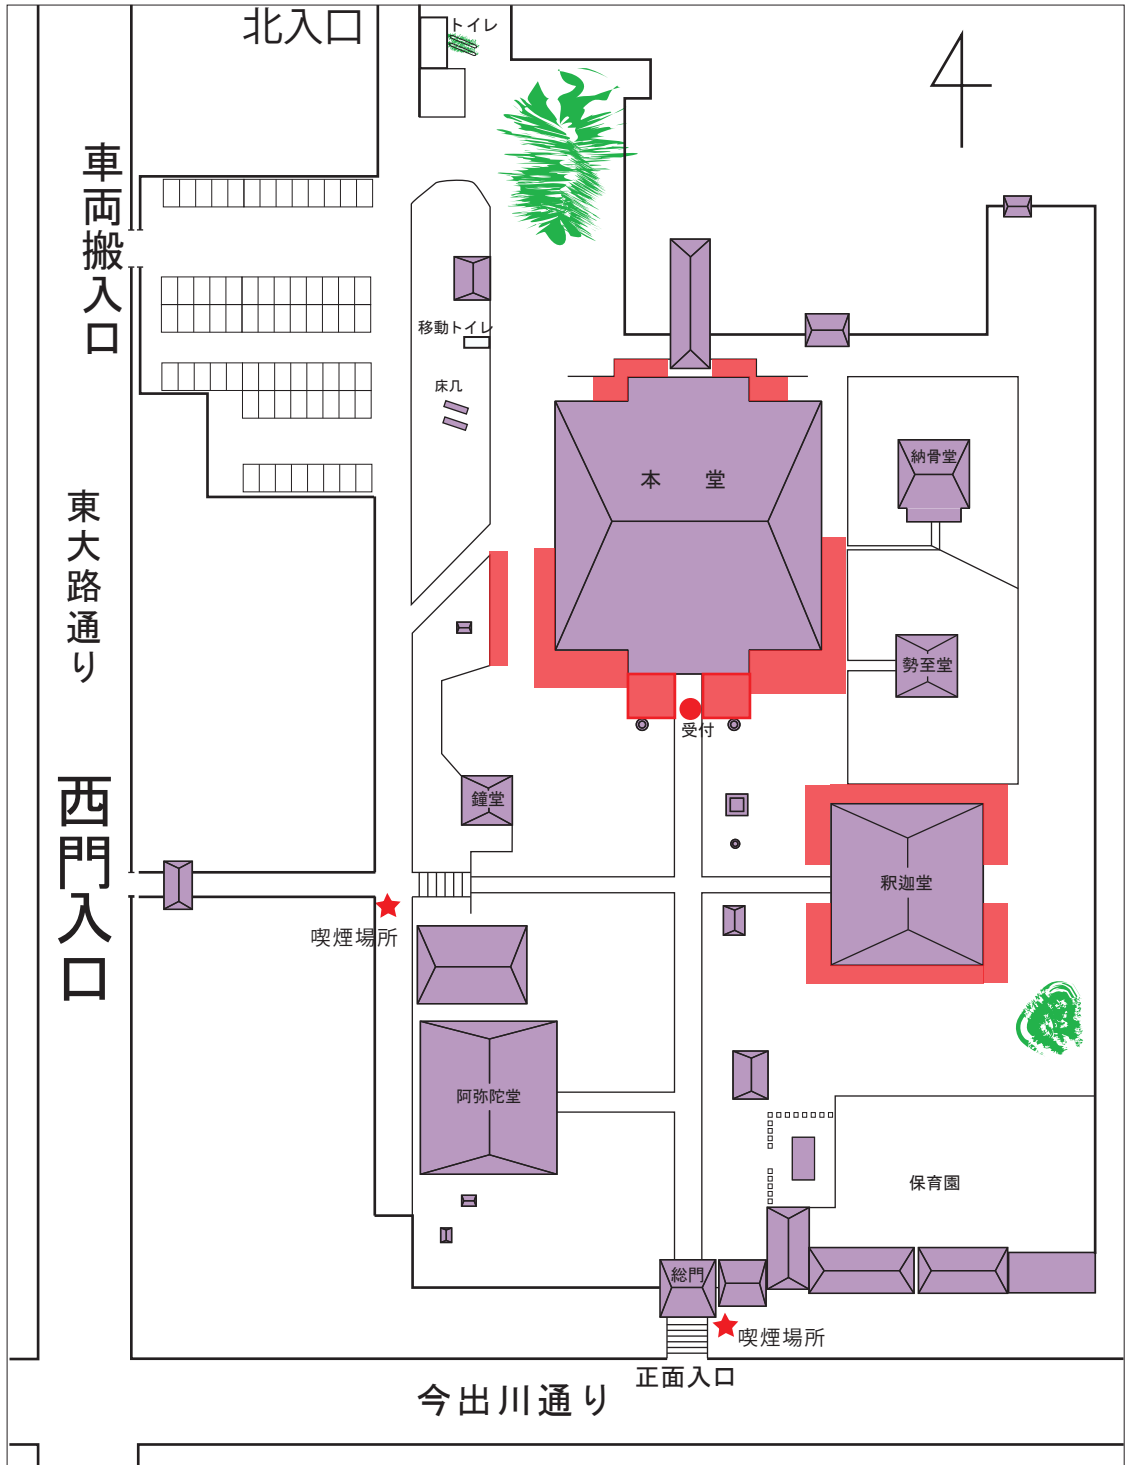 北入口
トイレ
車両搬入口
移動トイレ
床几
本堂
納骨堂
東大路通り
勢至堂
受付
西門入口
鐘堂
釈迦堂
喫煙場所
阿弥陀堂
保育園
総門
喫煙場所
正面入口
今出川通り